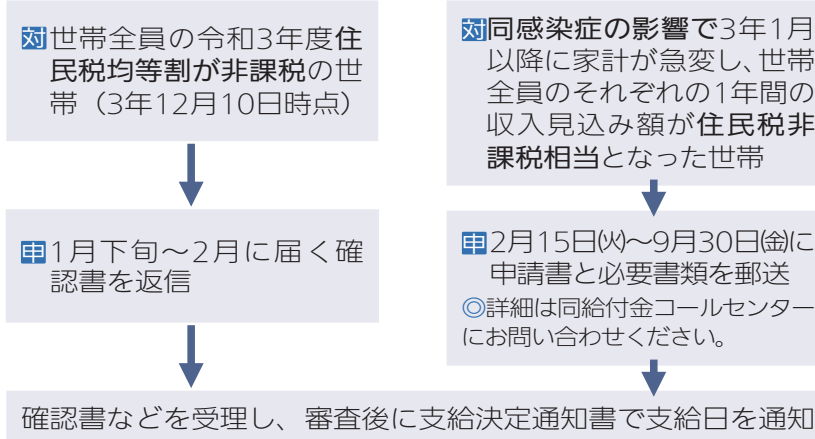 対世帯全員の令和3年度住
民税均等割が非課税の世
帯（3年12月10日時点）
申1月下旬～2月に届く確
認書を返信
対同感染症の影響で3年1月
以降に家計が急変し、世帯
全員のそれぞれの1年間の
収入見込み額が住民税非
課税相当となった世帯
申2月15日㈫～9月30日㈮に
申請書と必要書類を郵送
◎詳細は同給付金コールセンター
にお問い合わせください。
確認書などを受理し、審査後に支給決定通知書で支給日を通知